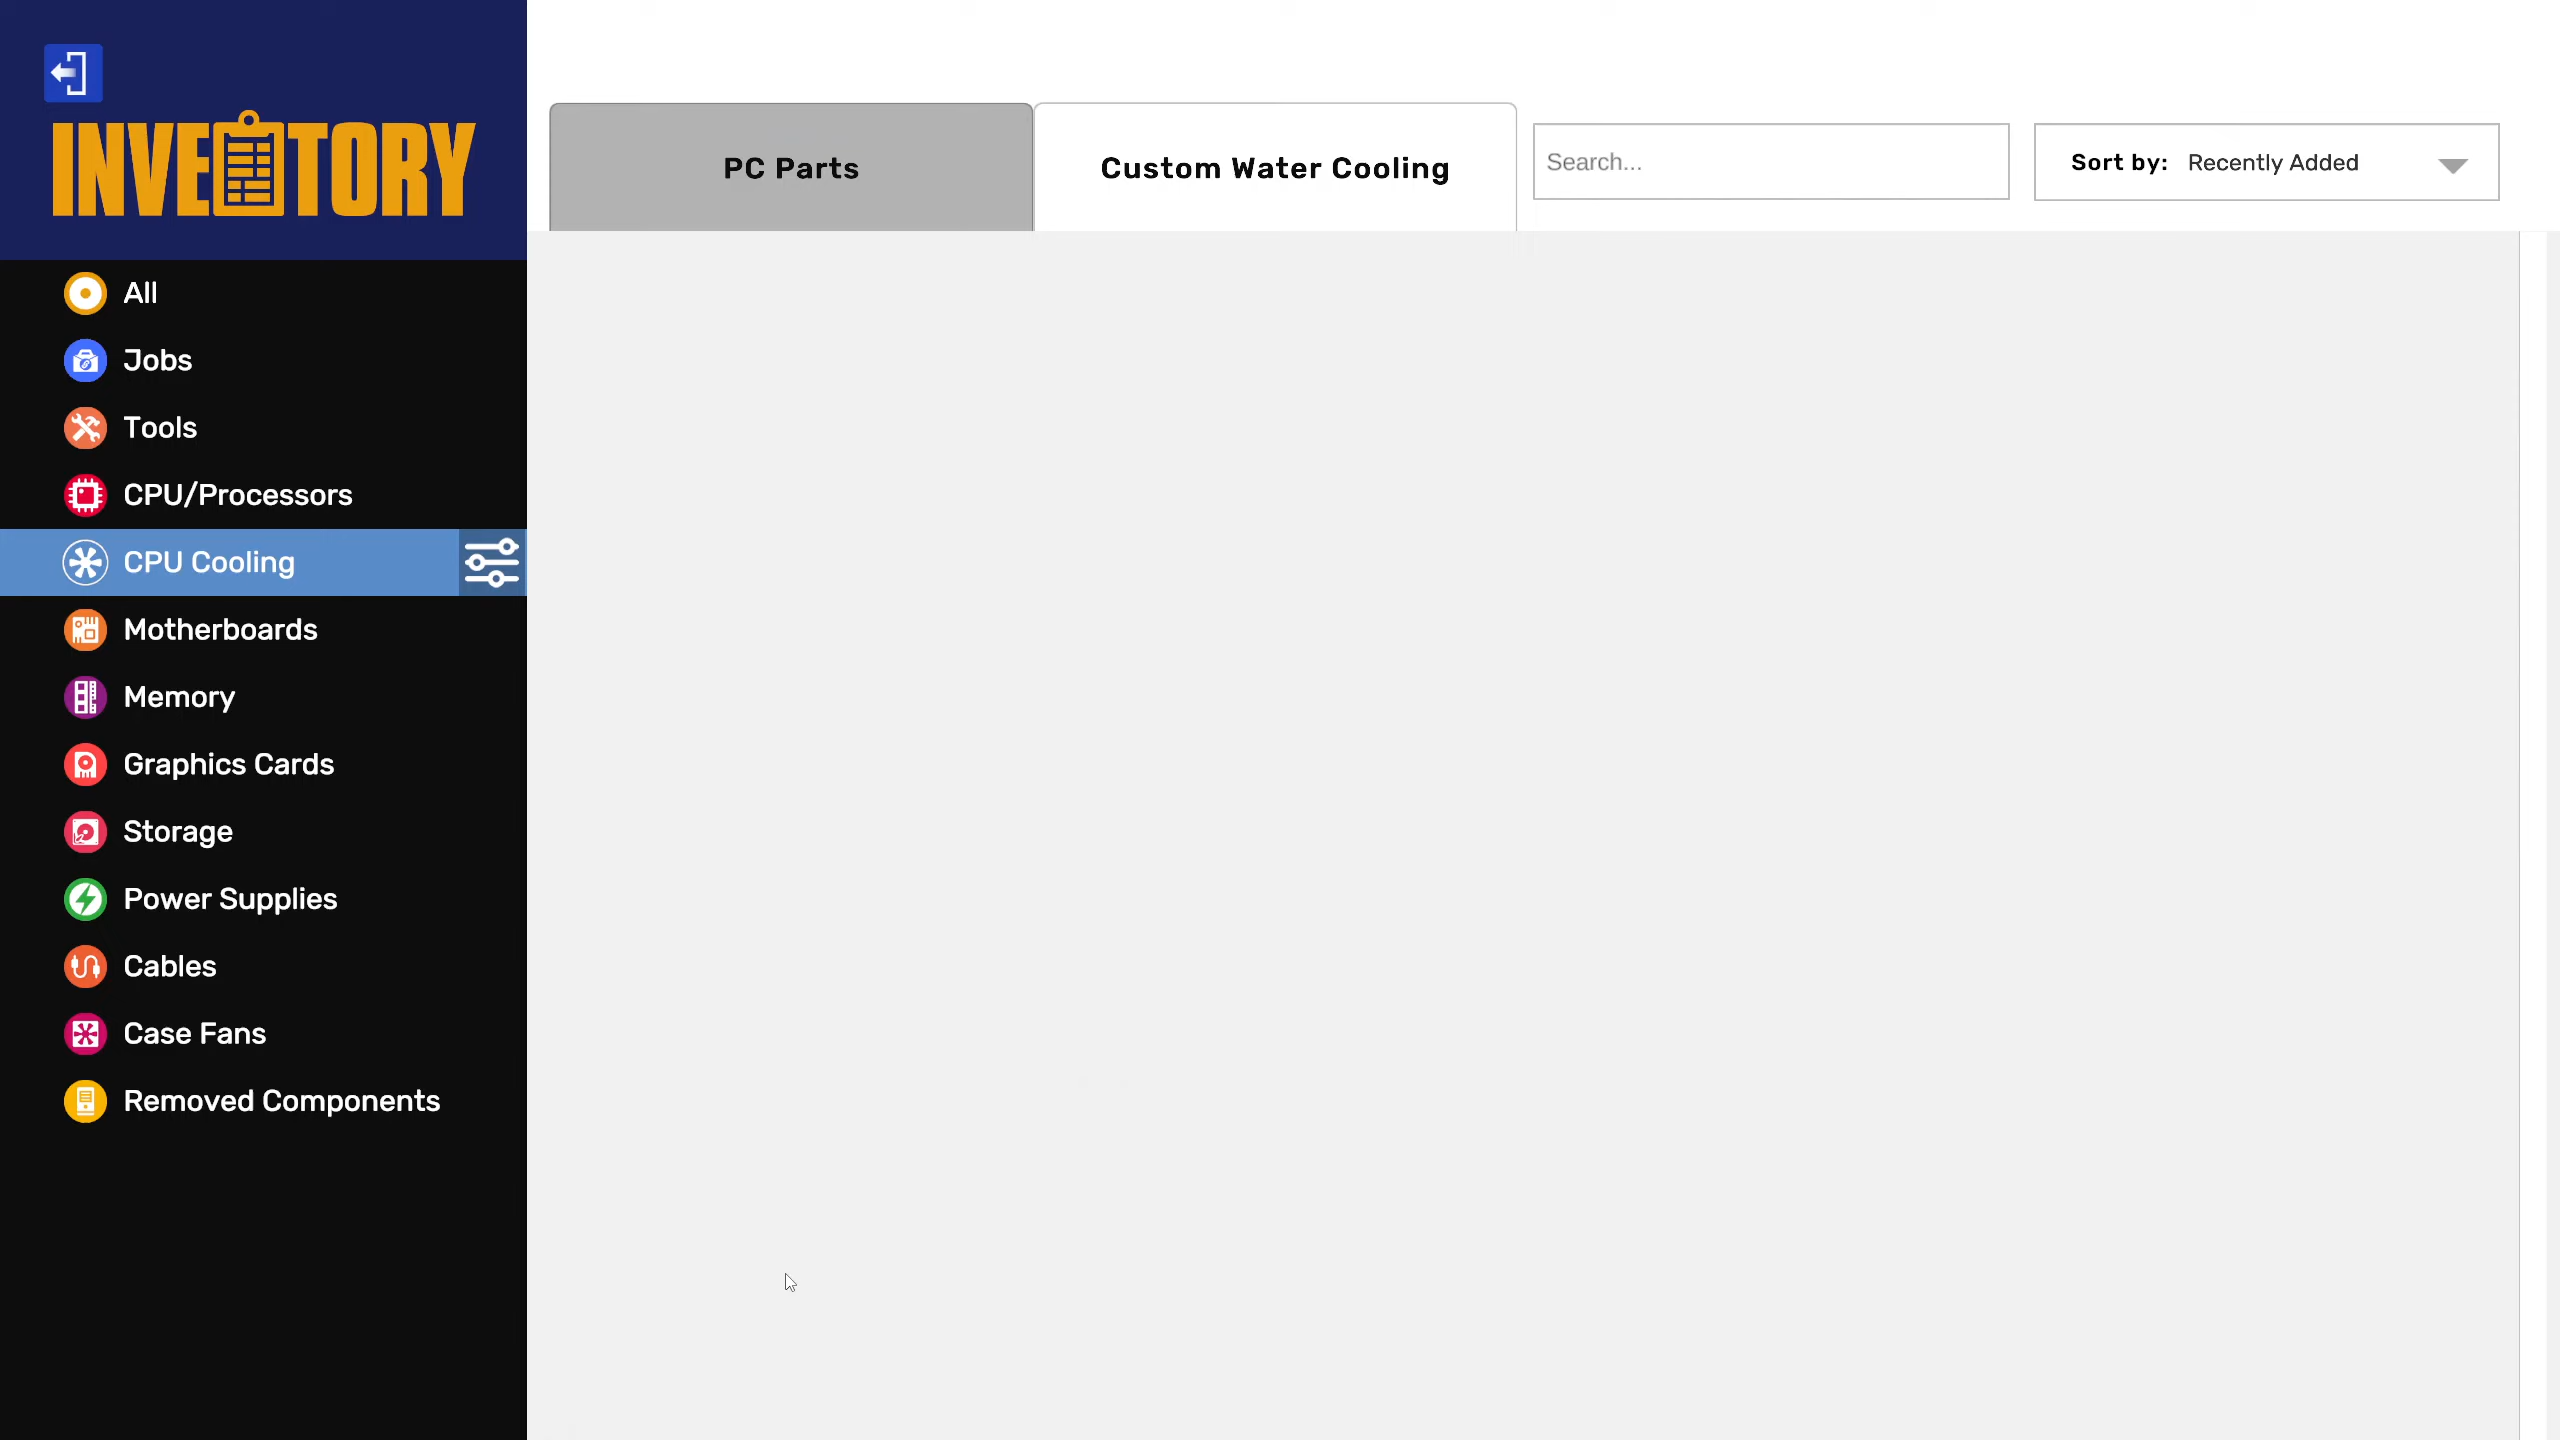 INVENTORY
PC Parts
Custom Water Cooling
Search...
Sort by: Recently Added
All
Jobs
Tools
CPU/Processors
CPU Cooling
Motherboards
Memory
Graphics Cards
Storage
Power Supplies
Cables
Case Fans
Removed Components